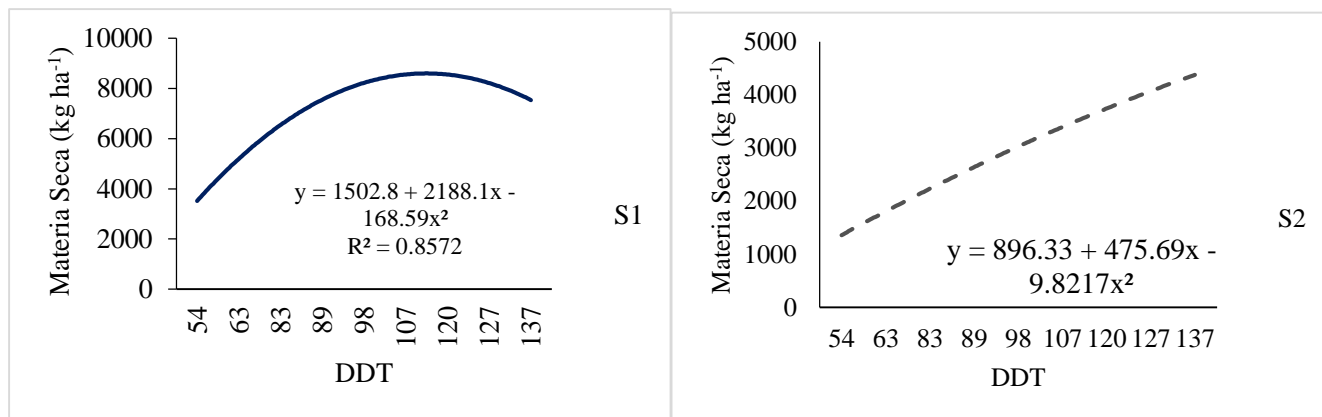 Materia Seca (kg ha⁻¹)
10000
8000
6000
4000
2000
0
y = 1502.8 + 2188.1x -
168.59x²
R² = 0.8572
S1
54 63 83 89 98 107 120 127 137
DDT
Materia Seca (kg ha⁻¹)
5000
4000
3000
2000
1000
0
y = 896.33 + 475.69x -
9.8217x²
S2
54 63 83 89 98 107 120 127 137
DDT